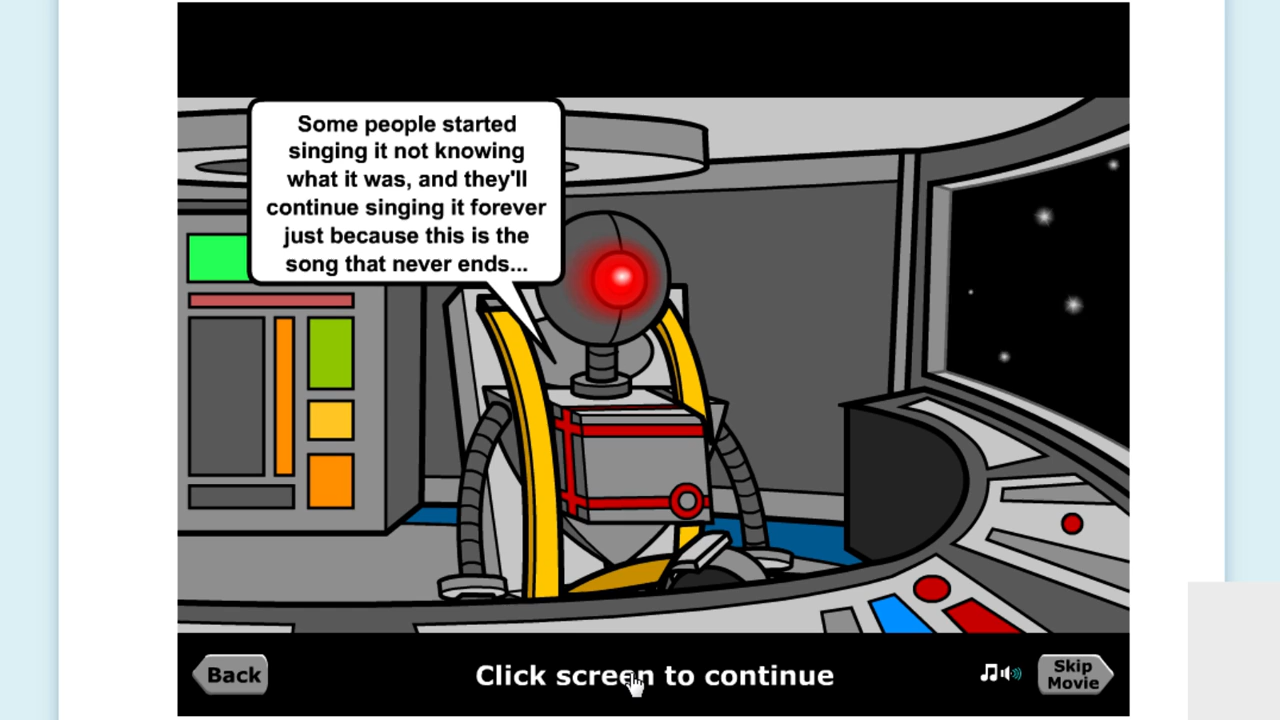 Some people started
singing it not knowing
what it was, and they'll
continue singing it forever
just because this is the
song that never ends...
Back
Click screen to continue
Skip
Movie